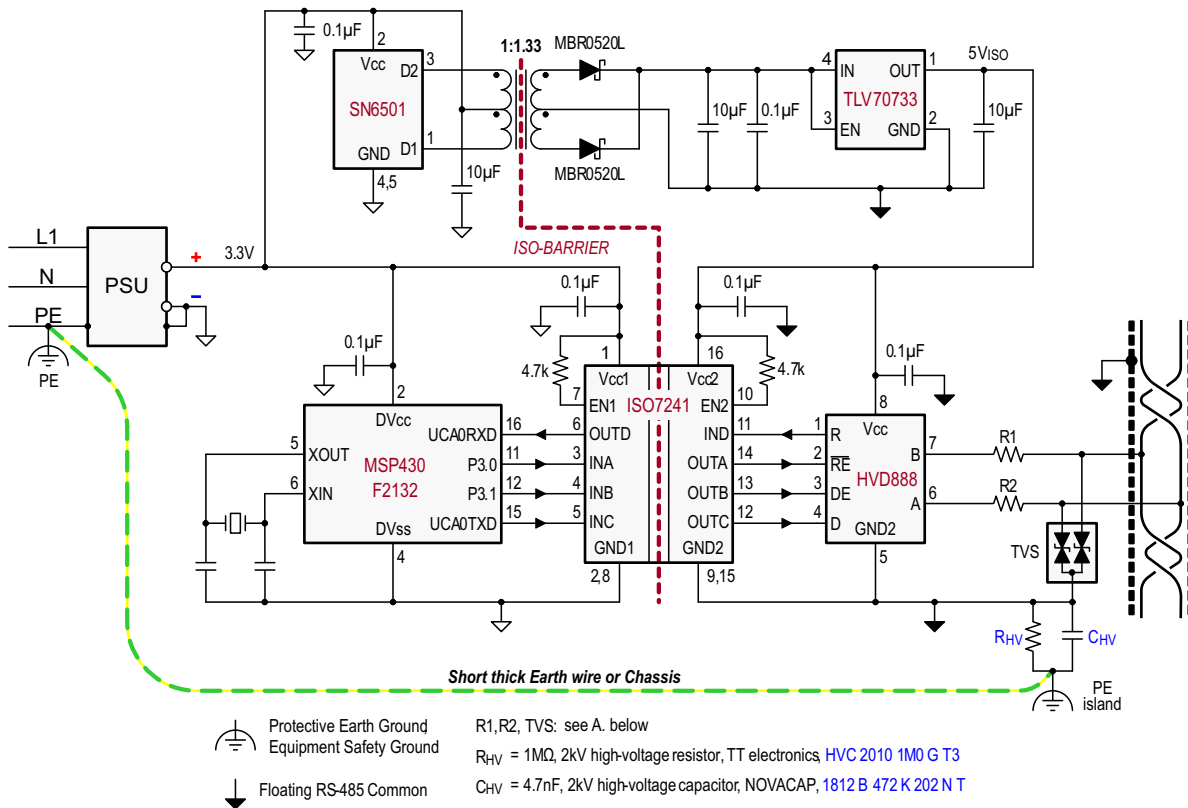 0.1µF
2
Vcc
D2
3
SN6501
GND
D1
1
4,5
10µF
1:1.33
MBR0520L
MBR0520L
10µF
0.1µF
4
IN
OUT
1
TLV70733
3
EN
GND
2
5VISO
10µF
ISO-BARRIER
L1
N
PE
PSU
+
−
3.3V
PE
0.1µF
0.1µF
0.1µF
0.1µF
4.7k
4.7k
1
Vcc1
7
EN1
6
OUTD
3
INA
4
INB
5
INC
GND1
2,8
ISO7241
16
Vcc2
10
EN2
11
IND
14
OUTA
13
OUTB
12
OUTC
GND2
9,15
2
DVcc
5
XOUT
6
XIN
MSP430
F2132
UCA0RXD
16
P3.0
11
P3.1
12
UCA0TXD
15
DVss
4
8
Vcc
1
R
2
RE
3
DE
4
D
HVD888
B
7
A
6
GND2
5
R1
R2
TVS
RHV
CHV
Short thick Earth wire or Chassis
PE
island
Protective Earth Ground,
Equipment Safety Ground
Floating RS-485 Common
R1,R2, TVS: see A. below
RHV = 1MΩ, 2kV high-voltage resistor, TT electronics, HVC 2010 1M0 G T3
CHV = 4.7nF, 2kV high-voltage capacitor, NOVACAP, 1812 B 472 K 202 N T